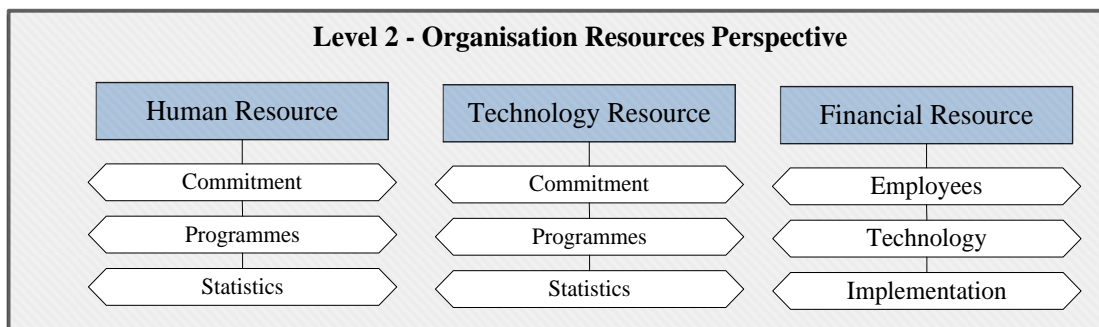 Level 2 - Organisation Resources Perspective
Human Resource
Commitment
Programmes
Statistics
Technology Resource
Commitment
Programmes
Statistics
Financial Resource
Employees
Technology
Implementation